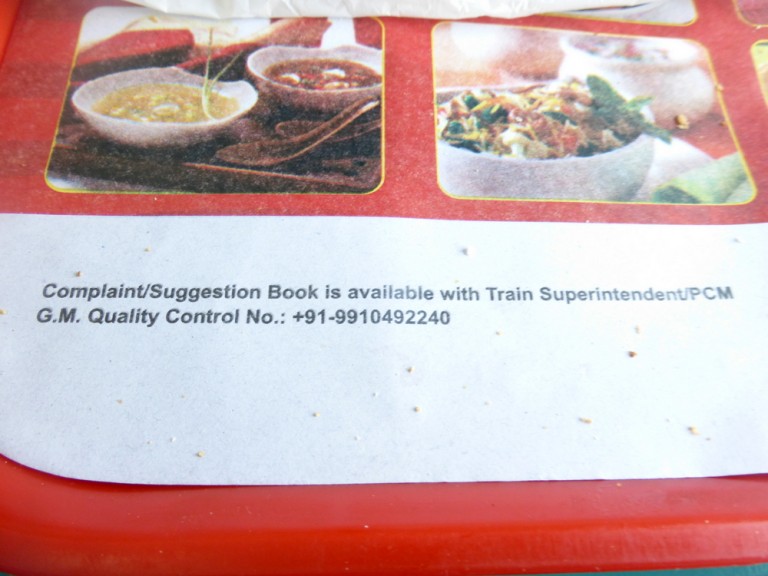 Complaint/Suggestion Book is available with Train Superintendent/PCM
G.M. Quality Control No.: +91-9910492240